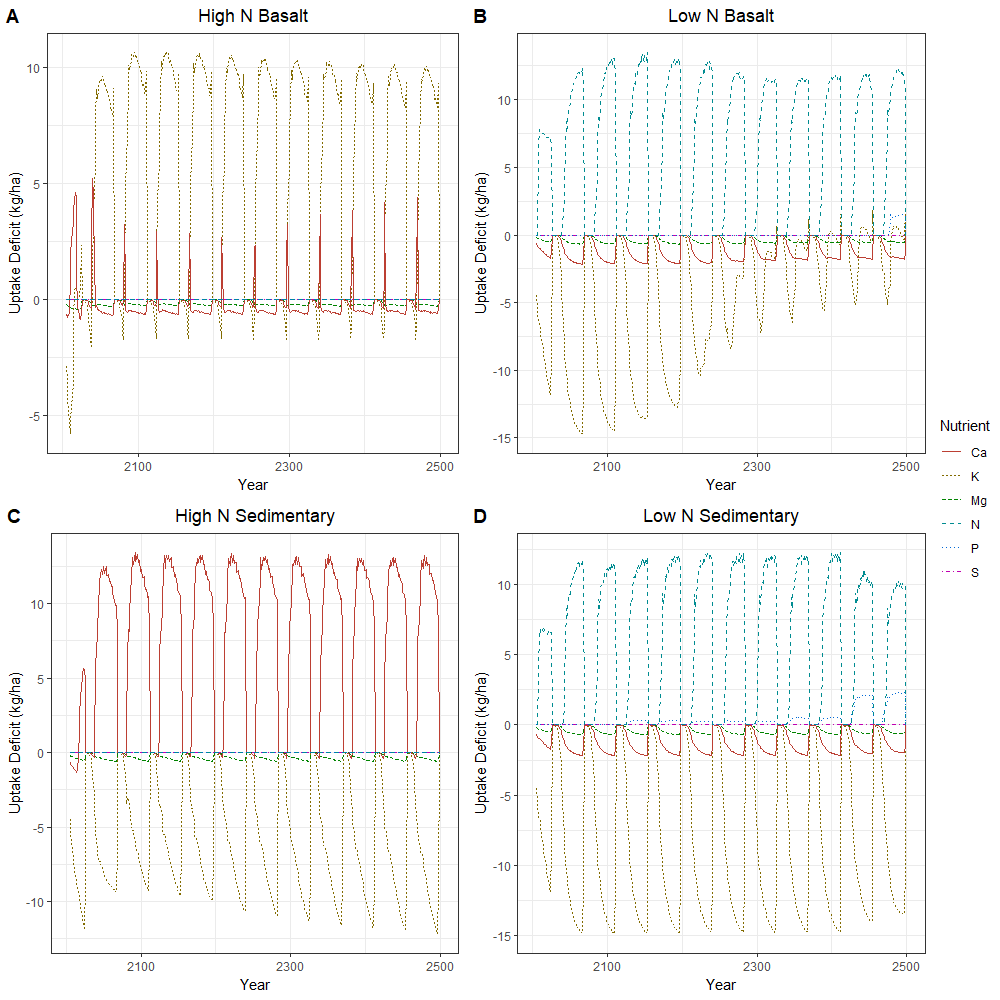 A
High N Basalt
B
Low N Basalt
Uptake Deficit (kg/ha)
10
5
0
-5
2100
2300
2500
Year
Uptake Deficit (kg/ha)
10
5
0
-5
-10
-15
2100
2300
2500
Year
Nutrient
Ca
K
Mg
N
P
S
C
High N Sedimentary
D
Low N Sedimentary
Uptake Deficit (kg/ha)
10
5
0
-5
-10
2100
2300
2500
Year
Uptake Deficit (kg/ha)
10
5
0
-5
-10
-15
2100
2300
2500
Year